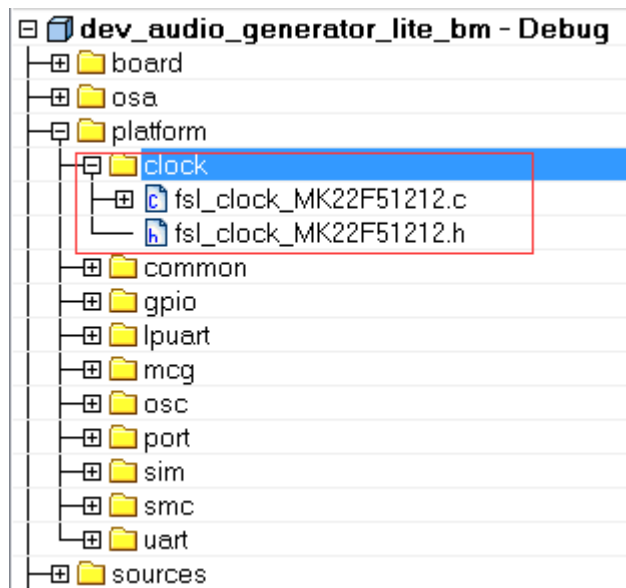 dev_audio_generator_lite_bm - Debug
board
osa
platform
clock
fsl_clock_MK22F51212.c
fsl_clock_MK22F51212.h
common
gpio
lpuart
mcg
osc
port
sim
smc
uart
sources